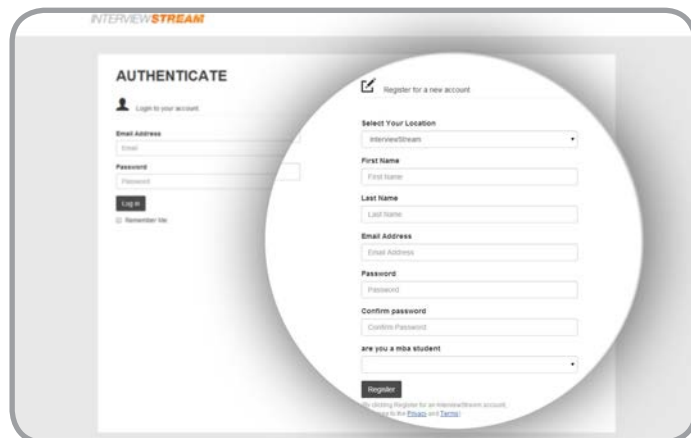 INTERVIEWSTREAM
AUTHENTICATE
Login to your account
Email Address
Email
Password
Password
Log in
Remember Me
Register for a new account
Select Your Location
InterviewStream
First Name
First Name
Last Name
Last Name
Email Address
Email Address
Password
Password
Confirm password
Confirm Password
are you a mba student
Register
By clicking Register for an InterviewStream account,
to the Privacy and Terms